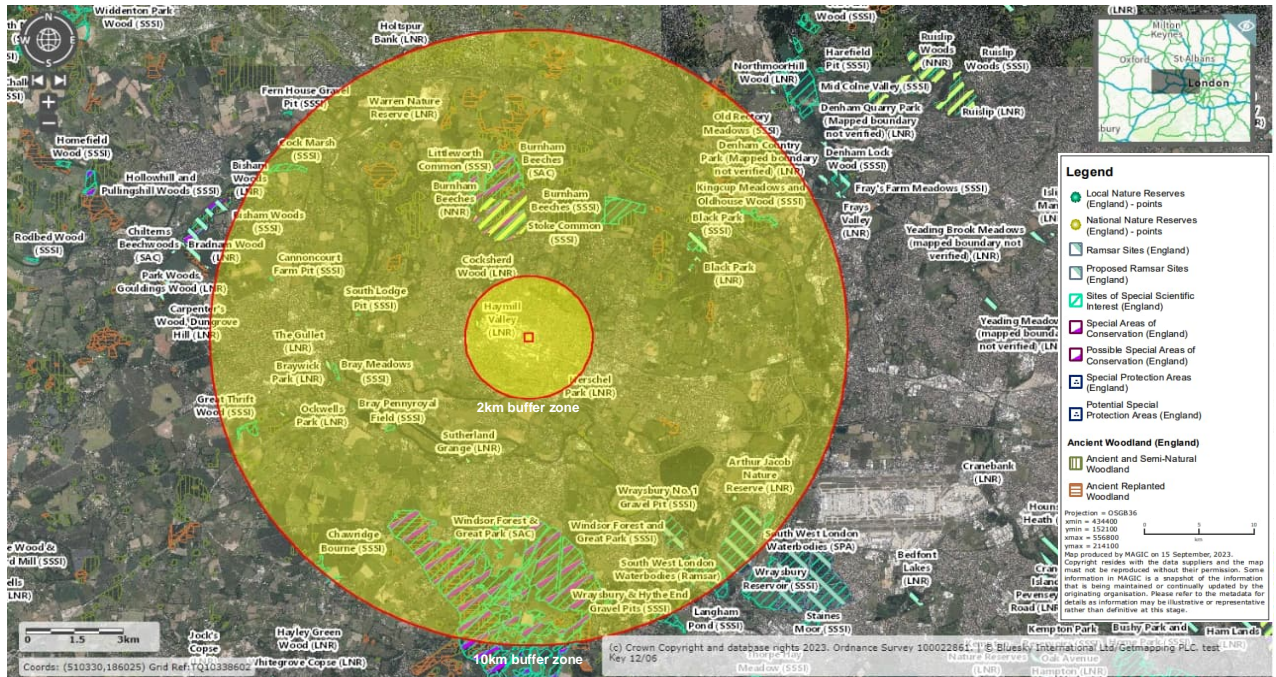 Widdenton Park
Wood (SSSI)
Holtspur
Bank (LNR)
Wood (SSSI)
(LNR)
N
W
E
S
Northmoor Hill
Wood (LNR)
Harefield
Pit (SSSI)
Ruislip
Woods
(NNR)
Ruislip
Woods (SSSI)
Mid Colne Valley (SSSI)
Ruislip (LNR)
Fern House Gravel
Pit (SSSI)
Warren Nature
Reserve (LNR)
Denham Quarry Park
(Mapped boundary
not verified) (LNR)
Old Rectory
Meadows (SSSI)
Denham Country
Park (Mapped boundary
not verified) (LNR)
Denham Lock
Wood (SSSI)
Homefield
Wood (SSSI)
Cock Marsh
(SSSI)
Littleworth
Common (SSSI)
Burnham
Beeches
(SAC)
Hollowhill and
Pullingshill Woods (SSSI)
Bisham
Woods
(LNR)
Burnham
Beeches
(NNR)
Burnham
Beeches (SSSI)
Kingcup Meadows and
Oldhouse Wood (SSSI)
Fray's Farm Meadows (SSSI)
Frays
Valley
(LNR)
Bisham Woods
(SSSI)
Stoke Common
(SSSI)
Black Park
(SSSI)
Yeading Brook Meadows
(mapped boundary not
verified) (LNR)
Rodbed Wood
(SSSI)
Chilterns
Beechwoods
(SAC)
Bradnam Wood
(LNR)
Cannoncourt
Farm Pit (SSSI)
Cocksherd
Wood (LNR)
Black Park
(LNR)
Park Woods,
Gouldings Wood (LNR)
South Lodge
Pit (SSSI)
Carpenter's
Wood, Dungrove
Hill (LNR)
Haymill
Valley
(LNR)
Yeading Meadow
(mapped bounda
not verified) (LN
The Gullet
(LNR)
Braywick
Park (LNR)
Bray Meadows
(SSSI)
Herschel
Park (LNR)
2km buffer zone
Great Thrift
Wood (SSSI)
Ockwells
Park (LNR)
Bray Pennyroyal
Field (SSSI)
Sutherland
Grange (LNR)
Arthur Jacob
Nature
Reserve (LNR)
Cranebank
(LNR)
Wraysbury No. 1
Gravel Pit (SSSI)
Chawridge
Bourne (SSSI)
Windsor Forest &
Great Park (SAC)
Windsor Forest and
Great Park (SSSI)
South West London
Waterbodies (SPA)
South West London
Waterbodies (Ramsar)
Wraysbury
Reservoir (SSSI)
Bedfont
Lakes
(LNR)
Wraysbury & Hythe End
Gravel Pits (SSSI)
Langham
Pond (SSSI)
Staines
Moor (SSSI)
Jock's
Copse
Hayley Green
Wood (LNR)
Whitegrove Copse (LNR)
10km buffer zone
Kempton Park
Bushy Park and
Ham Lands
0 1.5 3km
Coords: (510330,186025) Grid Ref:TQ10338602
(c) Crown Copyright and database rights 2023. Ordnance Survey 100022861. | © Bluesky International Ltd/Getmapping PLC. test
Key 12/06
Milton
Keynes
Oxford
St Albans
London
bury
Legend
Local Nature Reserves
(England) - points
National Nature Reserves
(England) - points
Ramsar Sites (England)
Proposed Ramsar Sites
(England)
Sites of Special Scientific
Interest (England)
Special Areas of
Conservation (England)
Possible Special Areas of
Conservation (England)
Special Protection Areas
(England)
Potential Special
Protection Areas (England)
Ancient Woodland (England)
Ancient and Semi-Natural
Woodland
Ancient Replanted
Woodland
Projection = OSGB36
xmin = 434400
ymin = 152100
xmax = 556800
ymax = 214100
0 5 10
km
Map produced by MAGIC on 15 September, 2023.
Copyright resides with the data suppliers and the map
must not be reproduced without their permission. Some
information in MAGIC is a snapshot of the information
that is being maintained or continually updated by the
originating organisation. Please refer to the metadata for
details as information may be illustrative or representative
rather than definitive at this stage.